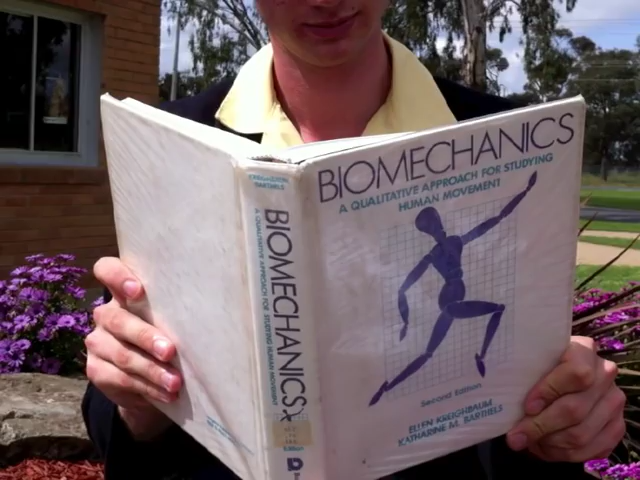 BIOMECHANICS
A QUALITATIVE APPROACH FOR STUDYING
HUMAN MOVEMENT
Second Edition
ELLEN KREIGHBAUM
KATHARINE M. BARTHELS
KREIGHBAUM
BARTHELS
BIOMECHANICS
A QUALITATIVE APPROACH FOR STUDYING HUMAN MOVEMENT
Edition